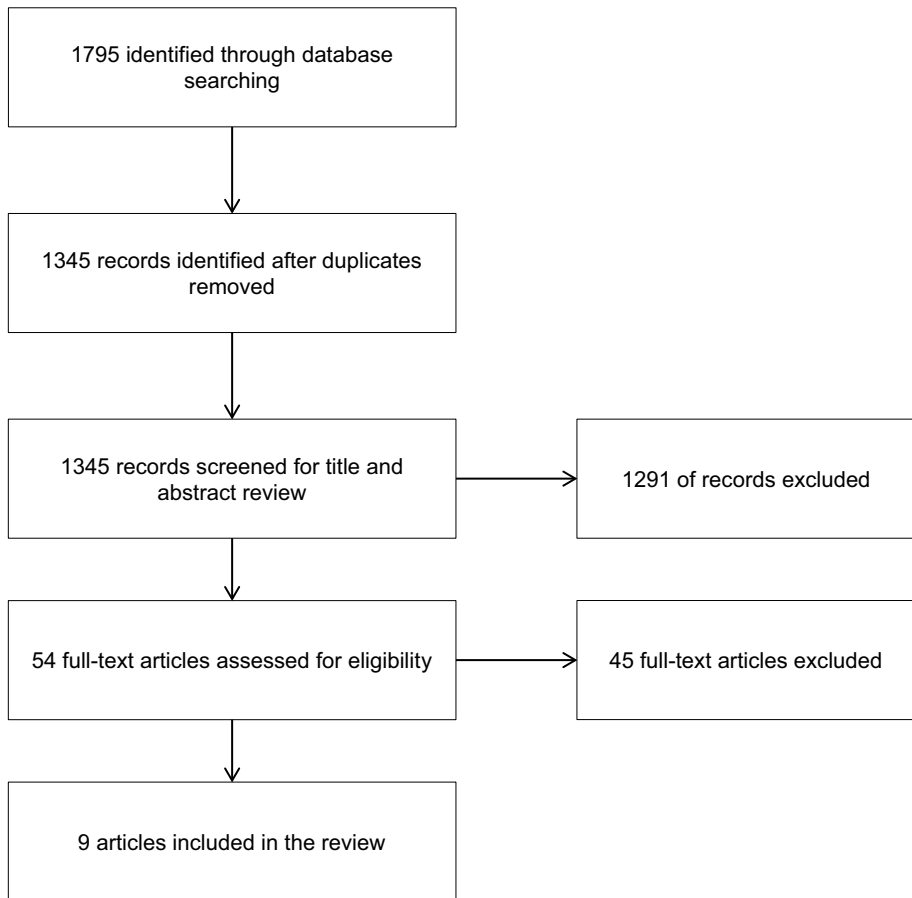 1795 identified through database
searching
1345 records identified after duplicates
removed
1345 records screened for title and
abstract review
1291 of records excluded
54 full-text articles assessed for eligibility
45 full-text articles excluded
9 articles included in the review